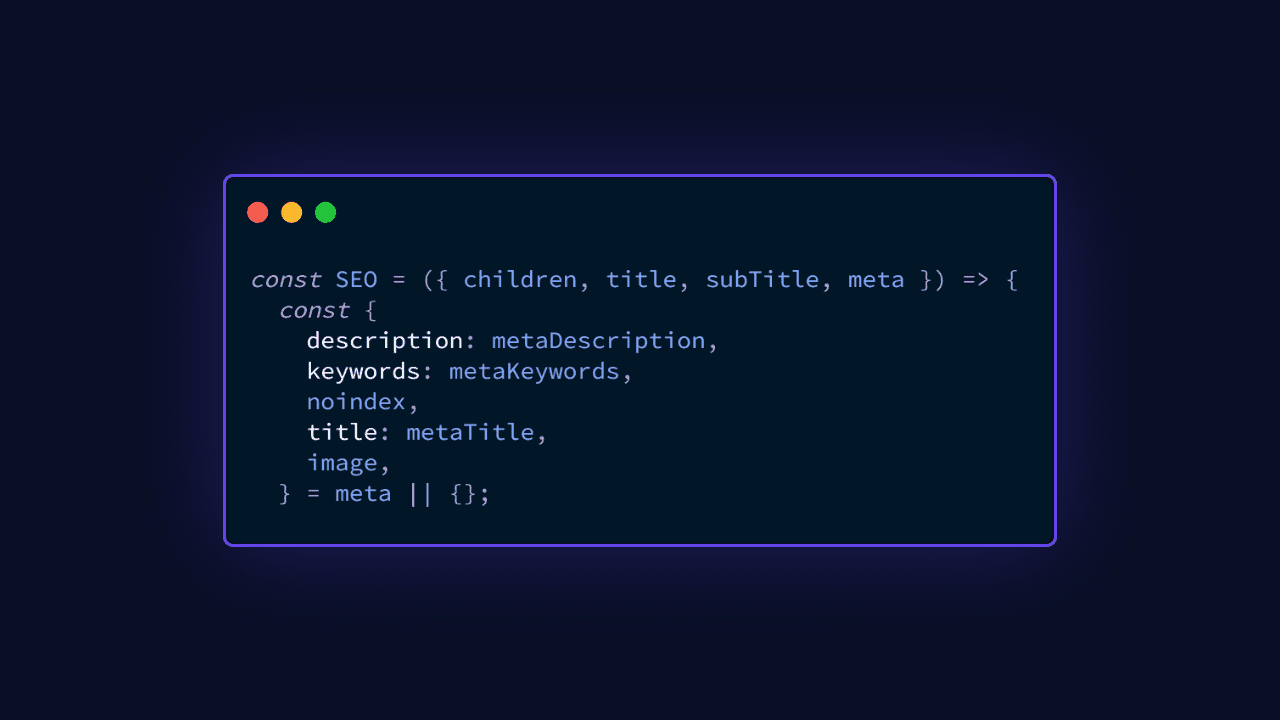 const SEO = ({ children, title, subTitle, meta }) => {
  const {
    description: metaDescription,
    keywords: metaKeywords,
    noindex,
    title: metaTitle,
    image,
  } = meta || {};